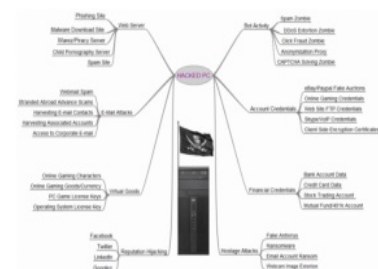 HACKED PC
Web Server
Phishing Site
Malware Download Site
Warez/Piracy Server
Child Pornography Server
Spam Site
E-Mail Attacks
Webmail Spam
Stranded Abroad Advance Scams
Harvesting E-mail Contacts
Harvesting Associated Accounts
Access to Corporate E-mail
Virtual Goods
Online Gaming Characters
Online Gaming Goods/Currency
PC Game License Keys
Operating System License Key
Reputation Hijacking
Facebook
Twitter
LinkedIn
Google+
Bot Activity
Spam Zombie
DDoS Extortion Zombie
Click Fraud Zombie
Anonymization Proxy
CAPTCHA Solving Zombie
Account Credentials
eBay/Paypal Fake Auctions
Online Gaming Credentials
Web Site FTP Credentials
Skype/VoIP Credentials
Client Side Encryption Certificates
Financial Credentials
Bank Account Data
Credit Card Data
Stock Trading Account
Mutual Fund/401k Account
Hostage Attacks
Fake Antivirus
Ransomware
Email Account Ransom
Webcam Image Extortion